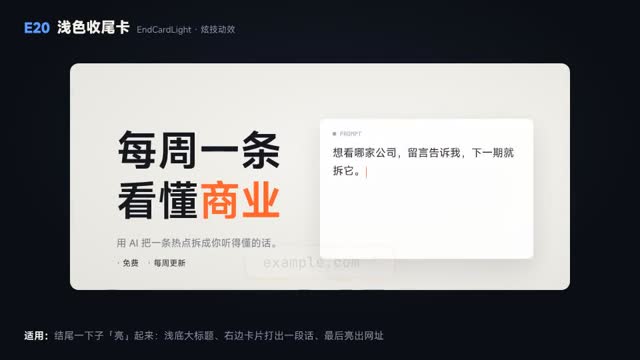 E20 浅色收尾卡 EndCardLight · 炫技动效
每周一条
看懂商业
用 AI 把一条热点拆成你听得懂的话。
· 免费 · 每周更新
PROMPT
想看哪家公司，留言告诉我，下一期就
拆它。
example.com
适用：结尾一下子「亮」起来：浅底大标题、右边卡片打出一段话、最后亮出网址